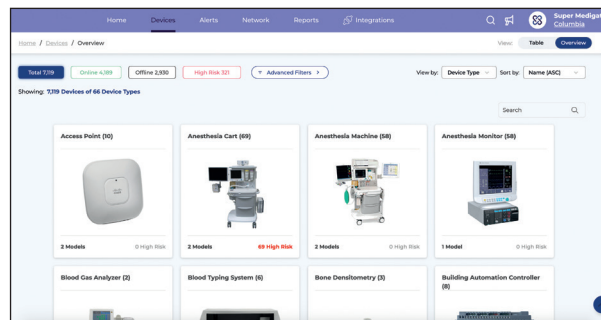 Home Devices Alerts Network Reports Integrations
Super Medigat
Columbia
Home / Devices / Overview
View: Table Overview
Total 7,119 Online 4,189 Offline 2,930 High Risk 321 Advanced Filters >
View by: Device Type Sort by: Name (ASC)
Showing: 7,119 Devices of 66 Device Types
Search
Access Point (10) Anesthesia Cart (69) Anesthesia Machine (58) Anesthesia Monitor (58)
2 Models 0 High Risk 2 Models 69 High Risk 2 Models 0 High Risk 1 Model 0 High Risk
Blood Gas Analyzer (2) Blood Typing System (6) Bone Densitometry (3) Building Automation Controller
(8)